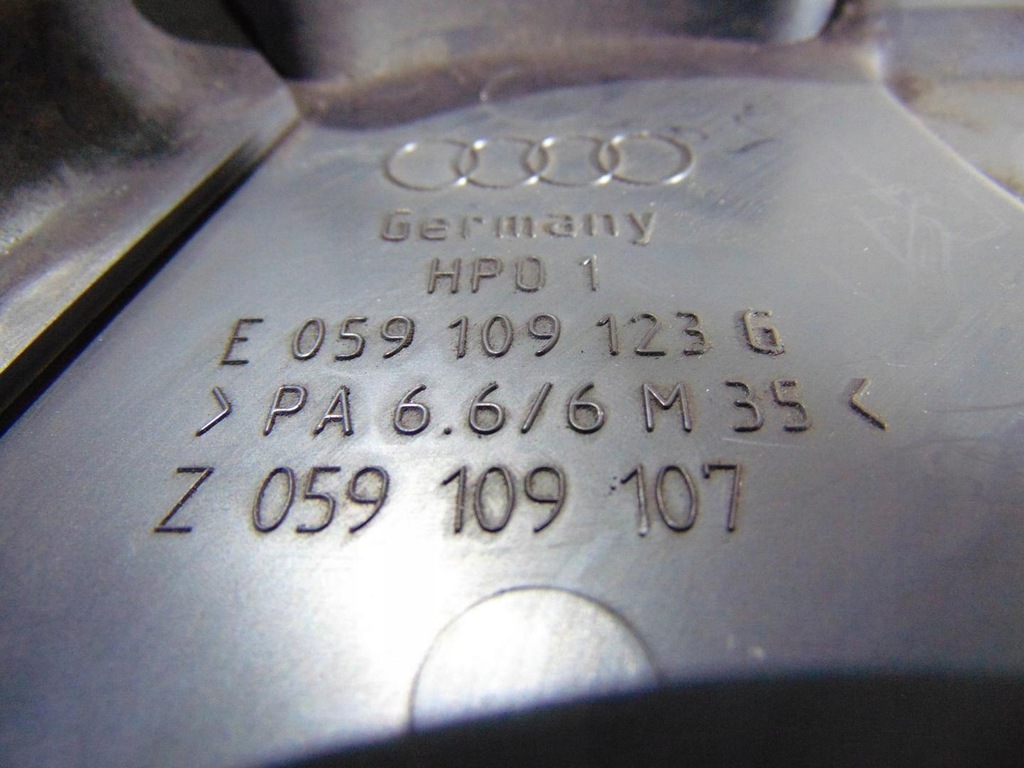 Germany
HPO 1
E 059 109 123 G
> PA 6.6/6 M 35 <
Z 059 109 107